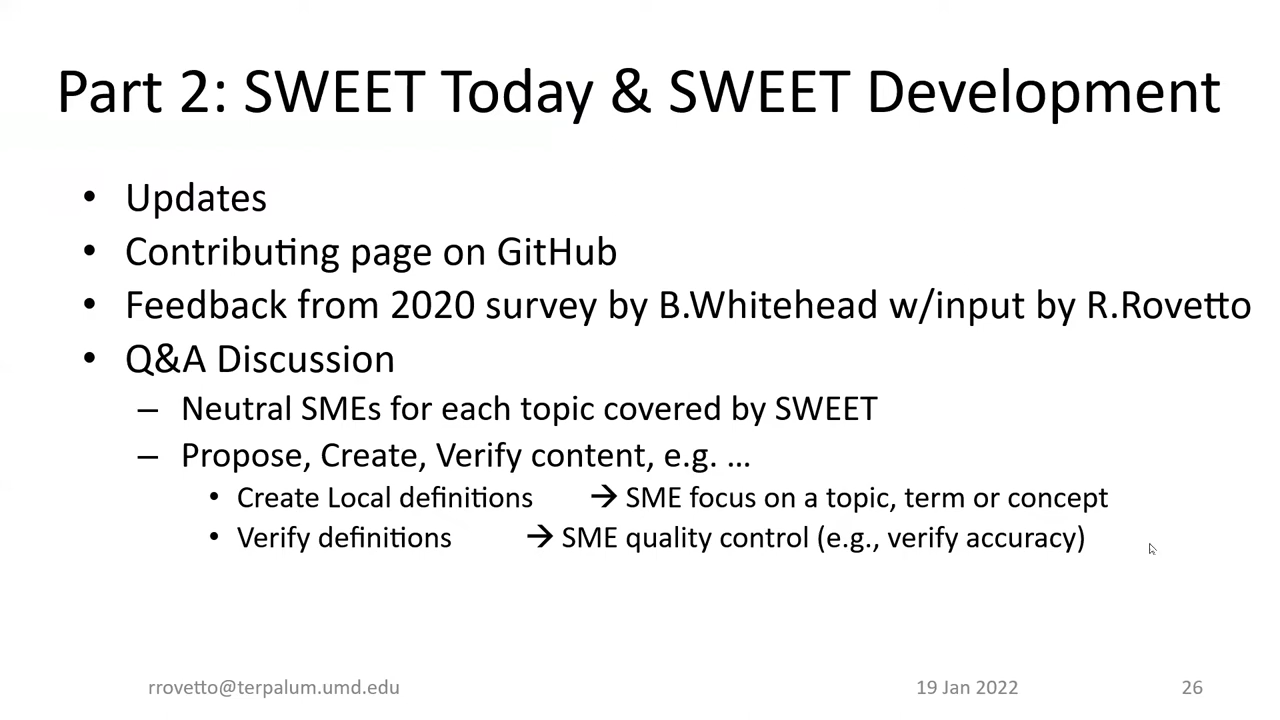 Part 2: SWEET Today & SWEET Development
• Updates
• Contributing page on GitHub
• Feedback from 2020 survey by B.Whitehead w/input by R.Rovetto
• Q&A Discussion
– Neutral SMEs for each topic covered by SWEET
– Propose, Create, Verify content, e.g. …
• Create Local definitions → SME focus on a topic, term or concept
• Verify definitions → SME quality control (e.g., verify accuracy)
rrovetto@terpalum.umd.edu 19 Jan 2022 26